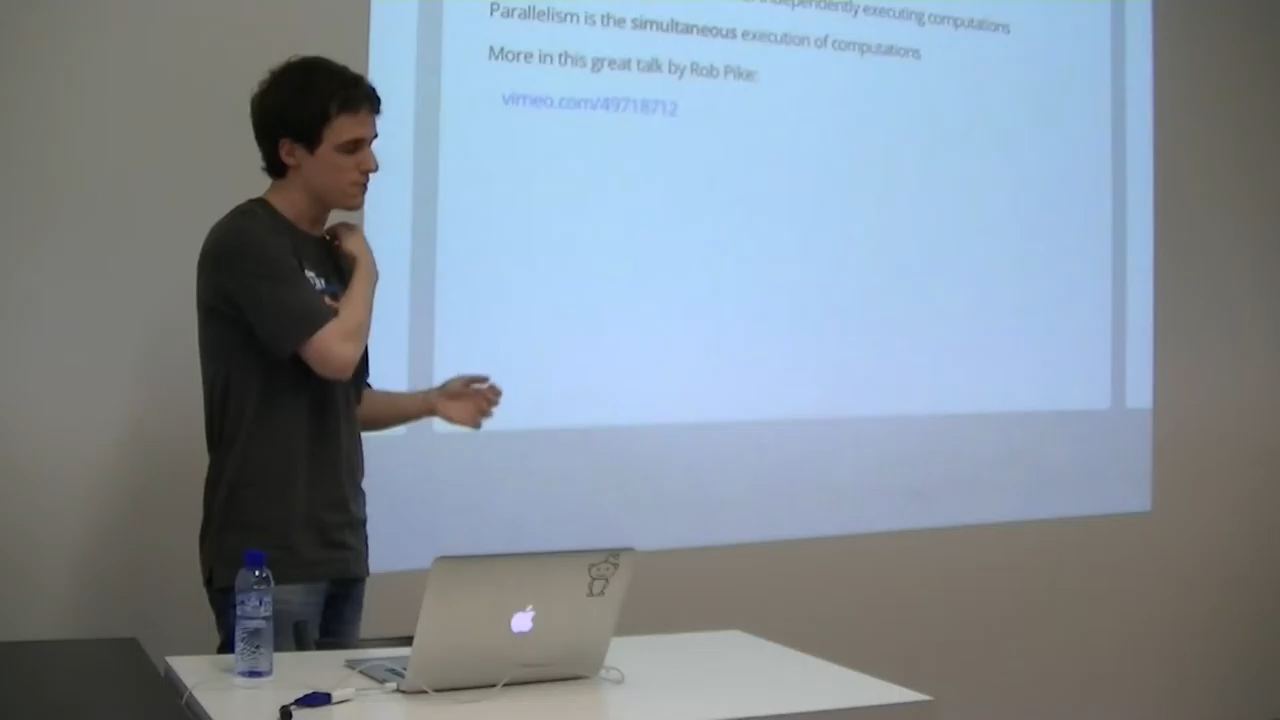 independently executing computations
Parallelism is the simultaneous execution of computations
More in this great talk by Rob Pike:
vimeo.com/49718712